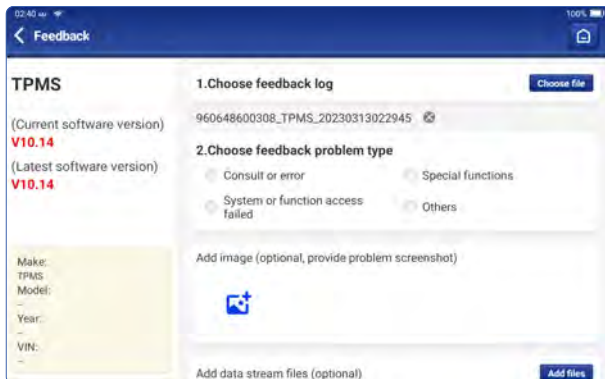 02:40
100%
Feedback
TPMS
(Current software version)
V10.14
(Latest software version)
V10.14
Make:
TPMS
Model:
--
Year:
--
VIN:
--
1.Choose feedback log
Choose file
960648600308_TPMS_20230313022945
2.Choose feedback problem type
Consult or error
Special functions
System or function access
failed
Others
Add image (optional, provide problem screenshot)
Add data stream files (optional)
Add files